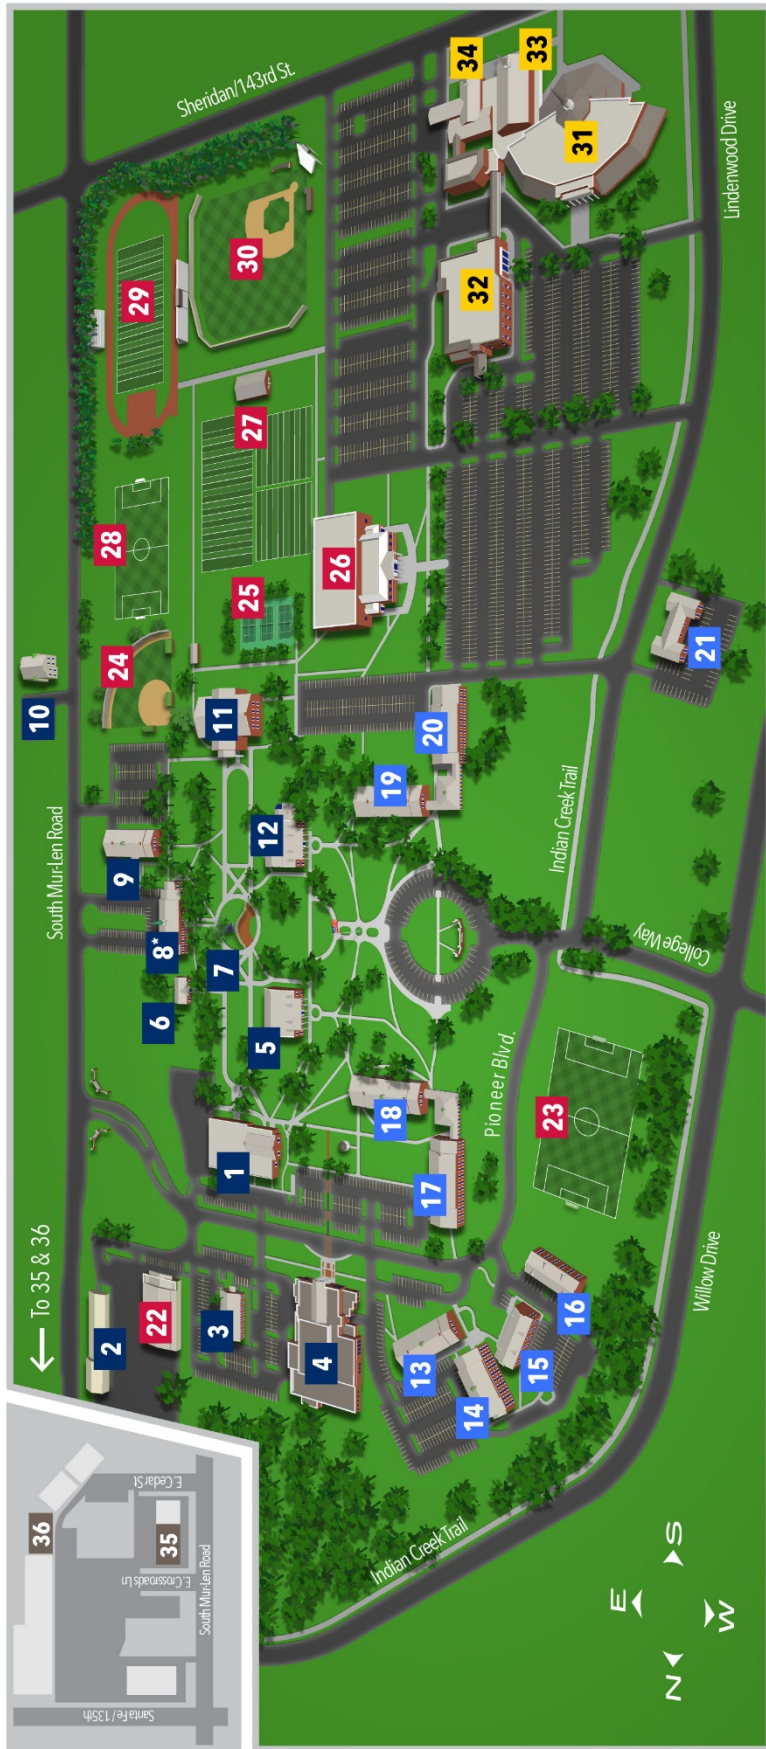 To 35 & 36
South Mur-Len Road
Sheridan/143rd St.
Lindenwood Drive
Indian Creek Trail
College Way
Pioneer Blvd.
Willow Drive
Indian Creek Trail
1
2
3
4
5
6
7
8*
9
10
11
12
13
14
15
16
17
18
19
20
21
22
23
24
25
26
27
28
29
30
31
32
33
34
35
36
E. Cedar St
E. Crossroads Ln
South Mur-Len Road
Santa Fe / 135th
N
E
S
W